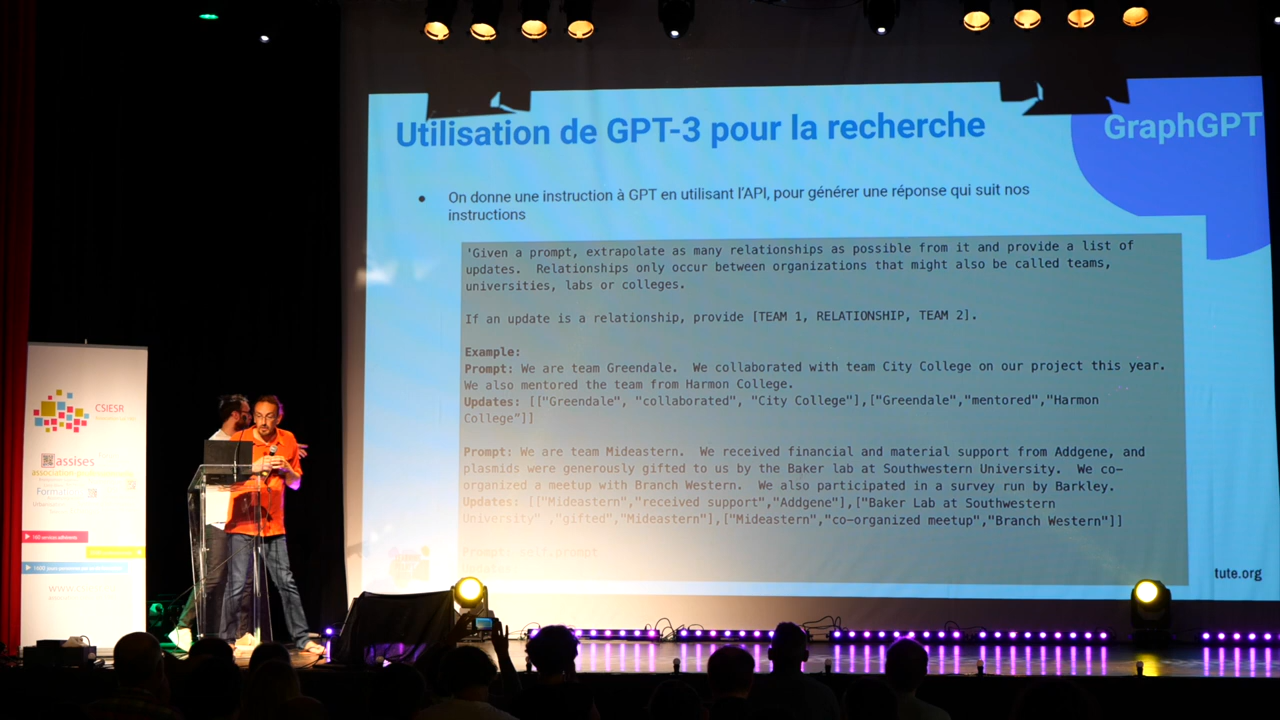 Utilisation de GPT-3 pour la recherche
GraphGPT
● On donne une instruction à GPT en utilisant l'API, pour générer une réponse qui suit nos
instructions
'Given a prompt, extrapolate as many relationships as possible from it and provide a list of
updates. Relationships only occur between organizations that might also be called teams,
universities, labs or colleges.
If an update is a relationship, provide [TEAM 1, RELATIONSHIP, TEAM 2].
Example:
Prompt: We are team Greendale. We collaborated with team City College on our project this year.
We also mentored the team from Harmon College.
Updates: [["Greendale", "collaborated", "City College"],["Greendale","mentored","Harmon
College"]]
Prompt: We are team Mideastern. We received financial and material support from Addgene, and
plasmids were generously gifted to us by the Baker lab at Southwestern University. We co-
organized a meetup with Branch Western. We also participated in a survey run by Barkley.
Updates: [["Mideastern","received support","Addgene"],["Baker Lab at Southwestern
University" ,"gifted","Mideastern"],["Mideastern","co-organized meetup","Branch Western"]]
Prompt: self.prompt
tute.org
CSIESR
assises
Formation